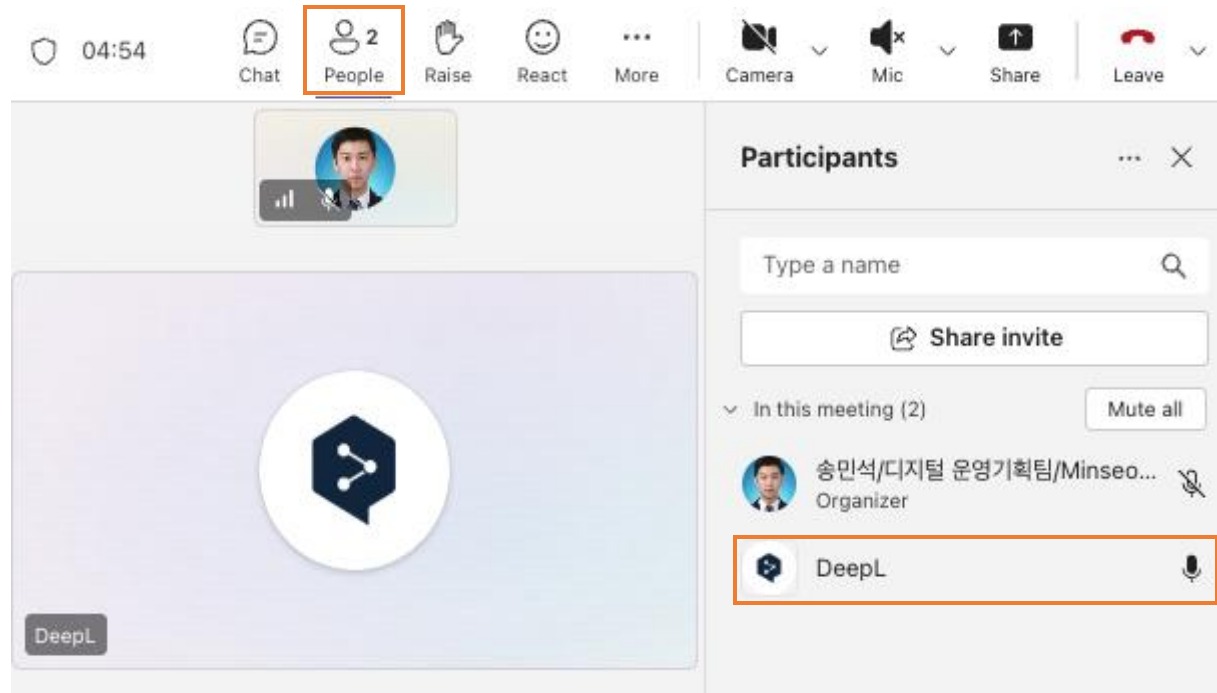 04:54
2
Chat
People
Raise
React
More
Camera
Mic
Share
Leave
Participants
Type a name
Share invite
In this meeting (2)
Mute all
송민석/디지털 운영기획팀/Minseo...
Organizer
DeepL
DeepL